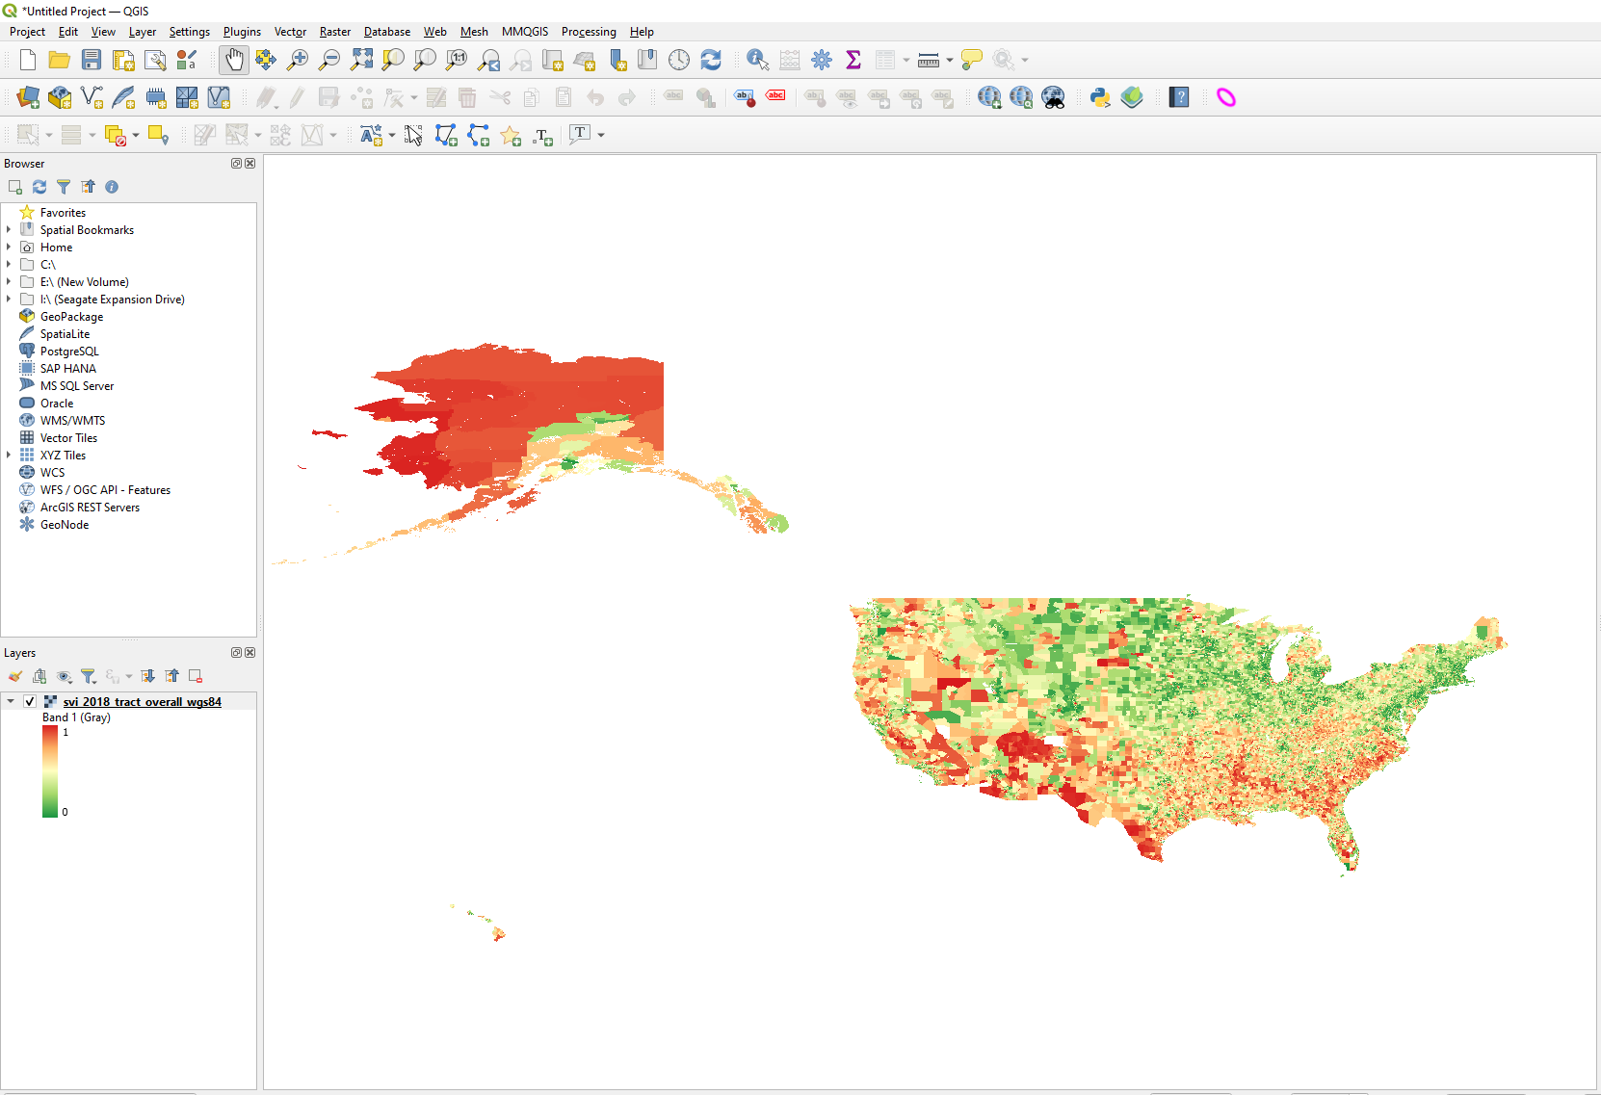 *Untitled Project — QGIS
Project Edit View Layer Settings Plugins Vector Raster Database Web Mesh MMQGIS Processing Help
Browser
Favorites
Spatial Bookmarks
Home
C:\
E:\ (New Volume)
I:\ (Seagate Expansion Drive)
GeoPackage
SpatiaLite
PostgreSQL
SAP HANA
MS SQL Server
Oracle
WMS/WMTS
Vector Tiles
XYZ Tiles
WCS
WFS / OGC API - Features
ArcGIS REST Servers
GeoNode
Layers
svi_2018_tract_overall_wgs84
Band 1 (Gray)
1
0